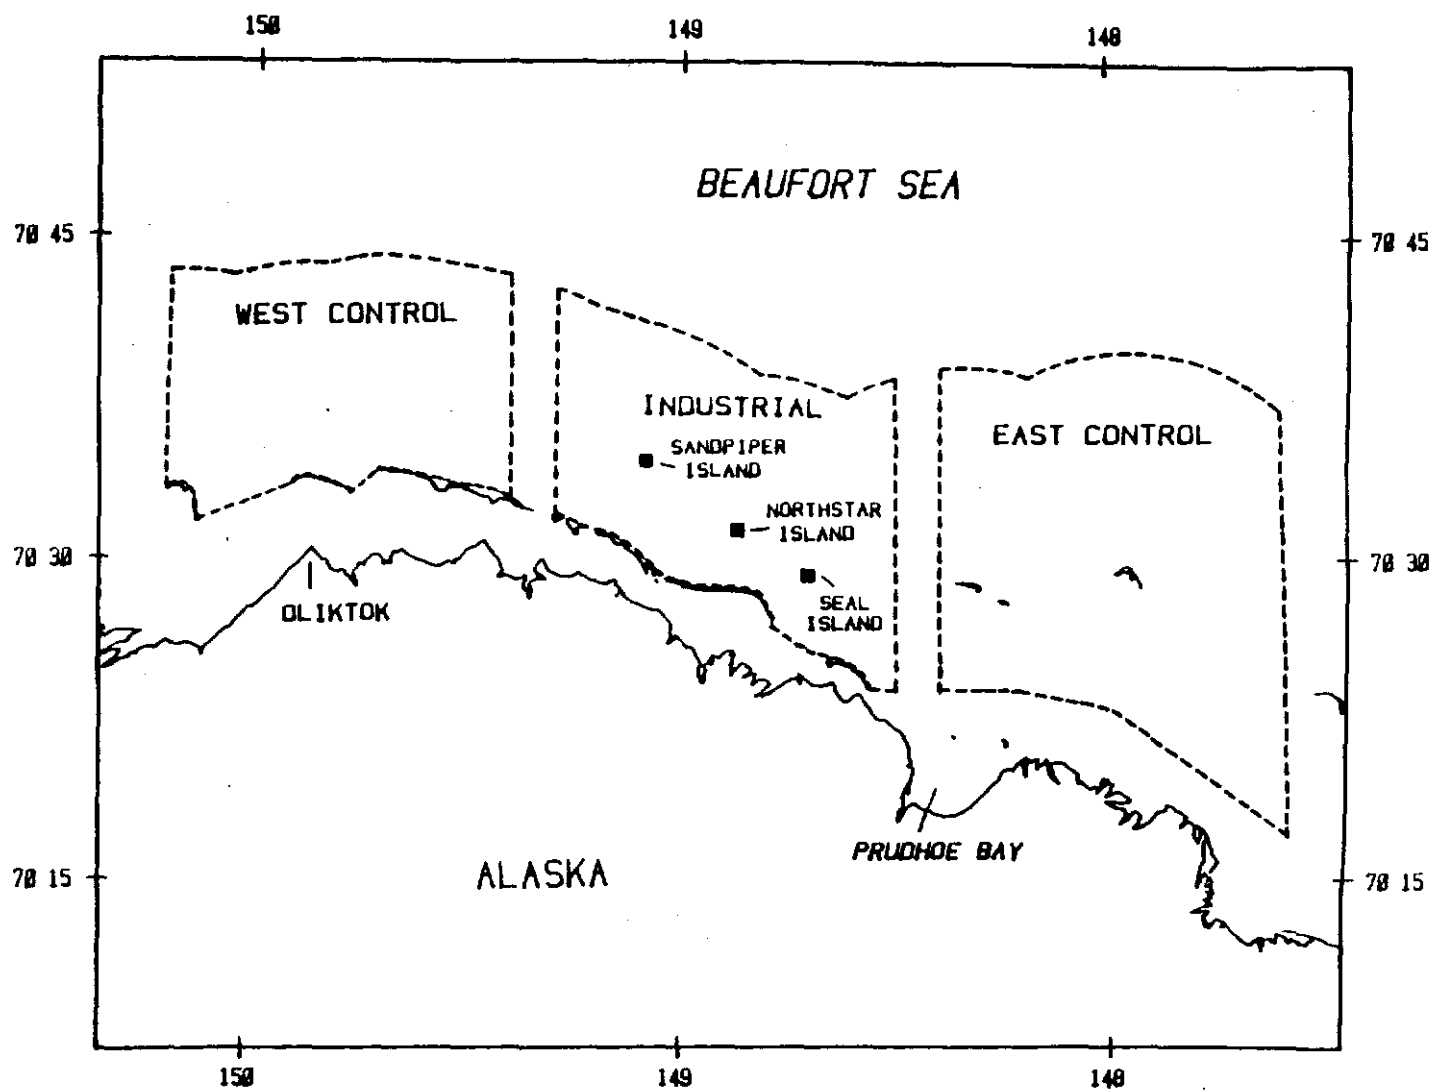 150 149 148
BEAUFORT SEA
70 45 70 45
WEST CONTROL
INDUSTRIAL
EAST CONTROL
SANDPIPER
ISLAND
NORTHSTAR
ISLAND
70 30 70 30
SEAL
ISLAND
OLIKTOK
PRUDHOE BAY
ALASKA
70 15 70 15
150 149 148